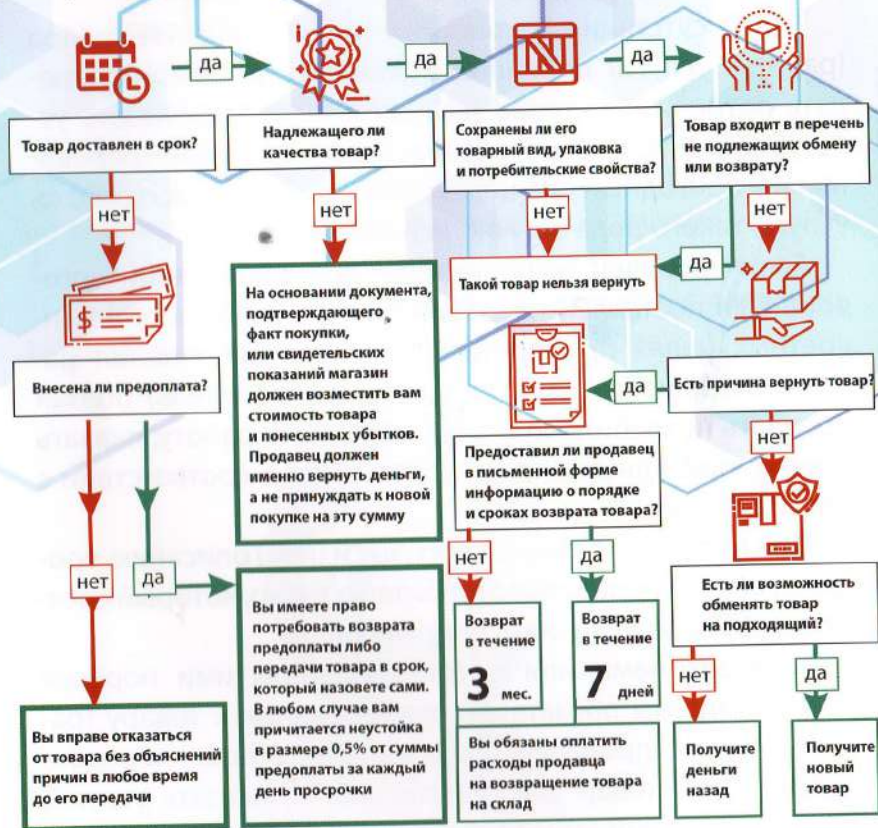 да
да
да
Товар доставлен в срок?
Надлежащего ли
качества товар?
Сохранены ли его
товарный вид, упаковка
и потребительские свойства?
Товар входит в перечень
не подлежащих обмену
или возврату?
нет
нет
нет
нет
да
$
Внесена ли предоплата?
На основании документа,
подтверждающего
факт покупки,
или свидетельских
показаний магазин
должен возместить вам
стоимость товара
и понесенных убытков.
Продавец должен
именно вернуть деньги,
а не принуждать к новой
покупке на эту сумму
Такой товар нельзя вернуть
да
Есть причина вернуть товар?
нет
Предоставил ли продавец
в письменной форме
информацию о порядке
и сроках возврата товара?
нет
да
нет
да
Есть ли возможность
обменять товар
на подходящий?
нет
да
Вы вправе отказаться
от товара без объяснений
причин в любое время
до его передачи
Вы имеете право
потребовать возврата
предоплаты либо
передачи товара в срок,
который назовете сами.
В любом случае вам
причитается неустойка
в размере 0,5% от суммы
предоплаты за каждый
день просрочки
Возврат
в течение
3 мес.
Возврат
в течение
7 дней
Вы обязаны оплатить
расходы продавца
на возвращение товара
на склад
Получите
деньги
назад
Получите
новый
товар